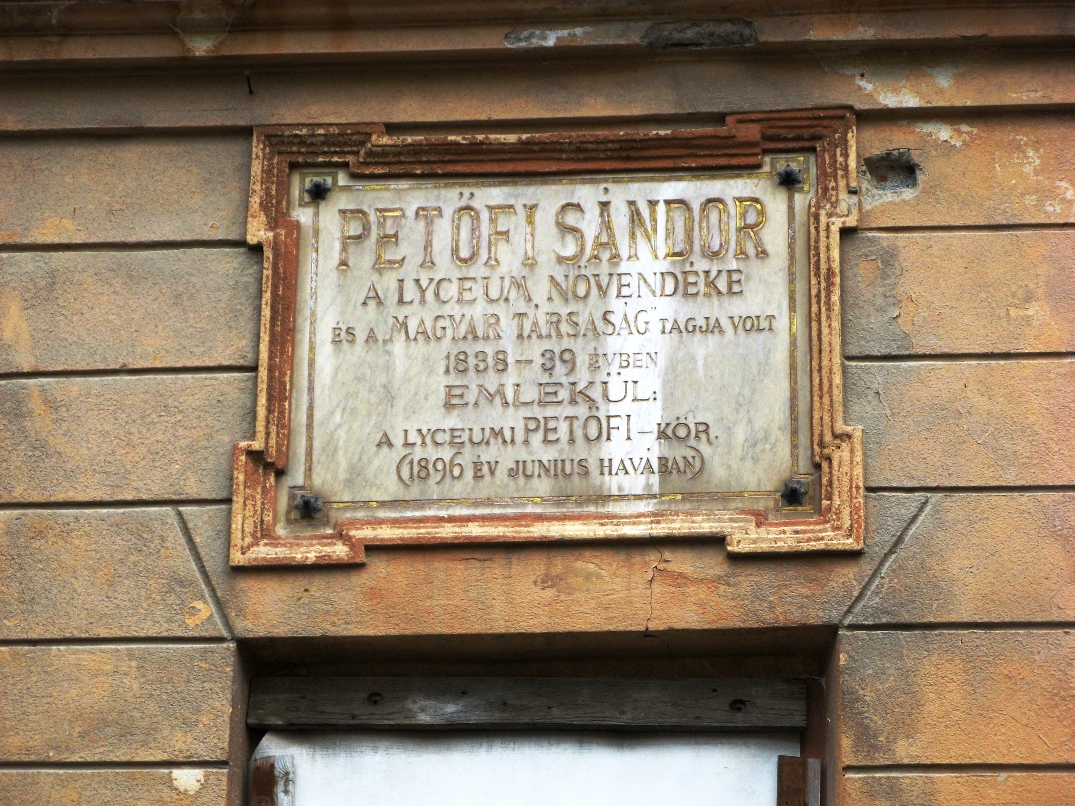 PETŐFI SÁNDOR
A LYCEUM NÖVENDÉKE
ÉS A „MAGYAR TÁRSASÁG” TAGJA VOLT
1838–39 ÉVBEN
EMLÉKÜL:
A LYCEUMI PETŐFI–KÖR.
(1896 ÉV JUNIUS HAVÁBAN)